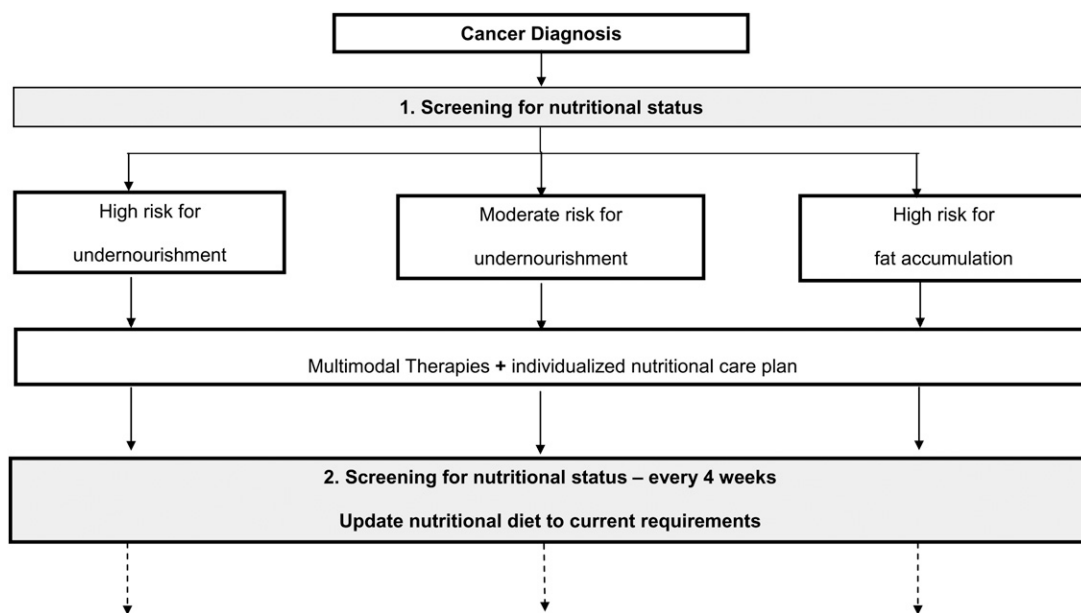 Cancer Diagnosis
1. Screening for nutritional status
High risk for
undernourishment
Moderate risk for
undernourishment
High risk for
fat accumulation
Multimodal Therapies + individualized nutritional care plan
2. Screening for nutritional status – every 4 weeks
Update nutritional diet to current requirements